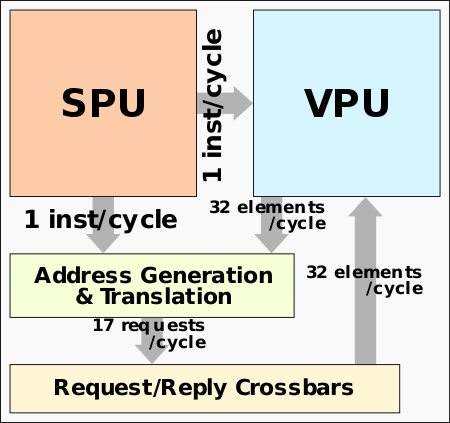 SPU
1 inst/cycle
VPU
1 inst/cycle
32 elements
/cycle
Address Generation
& Translation
32 elements
/cycle
17 requests
/cycle
Request/Reply Crossbars